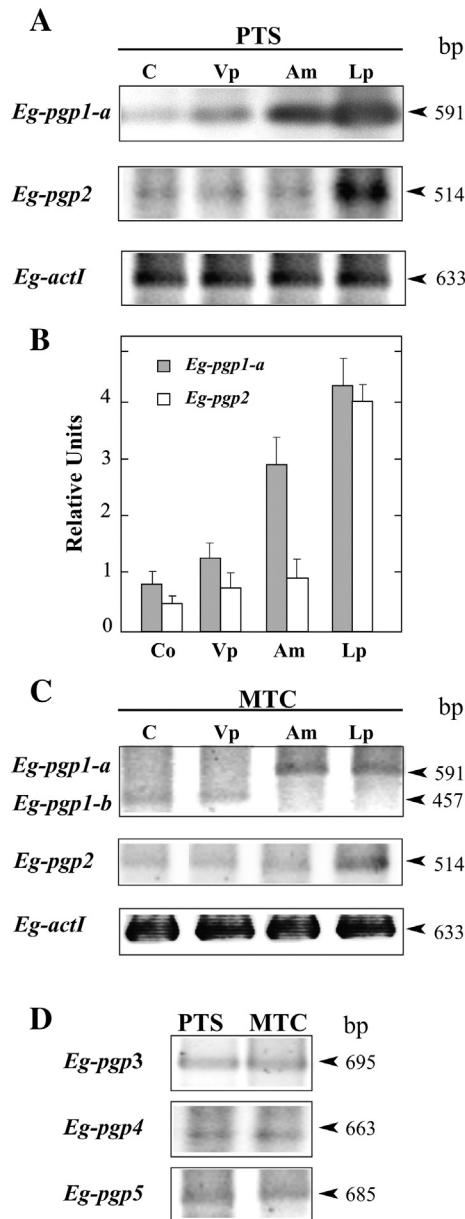 A
PTS
bp
C Vp Am Lp
Eg-pgp1-a
591
Eg-pgp2
514
Eg-actI
633
B
Eg-pgp1-a
Eg-pgp2
Relative Units
4
3
2
1
0
Co Vp Am Lp
C
MTC
bp
C Vp Am Lp
Eg-pgp1-a
591
Eg-pgp1-b
457
Eg-pgp2
514
Eg-actI
633
D
PTS MTC bp
Eg-pgp3
695
Eg-pgp4
663
Eg-pgp5
685